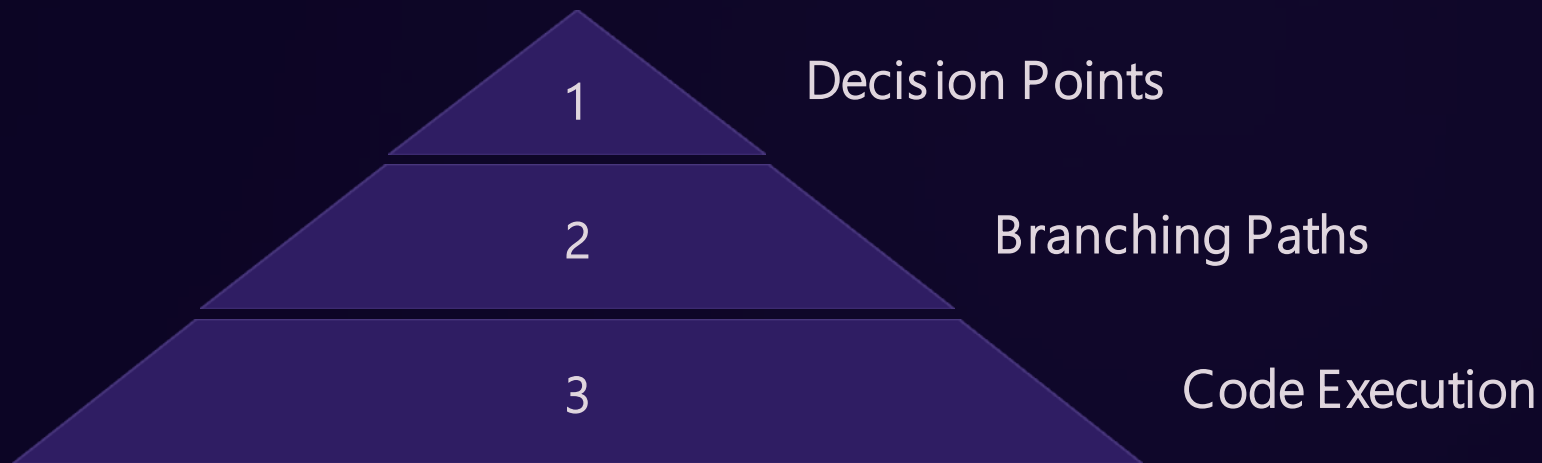 1
Decision Points
2
Branching Paths
3
Code Execution